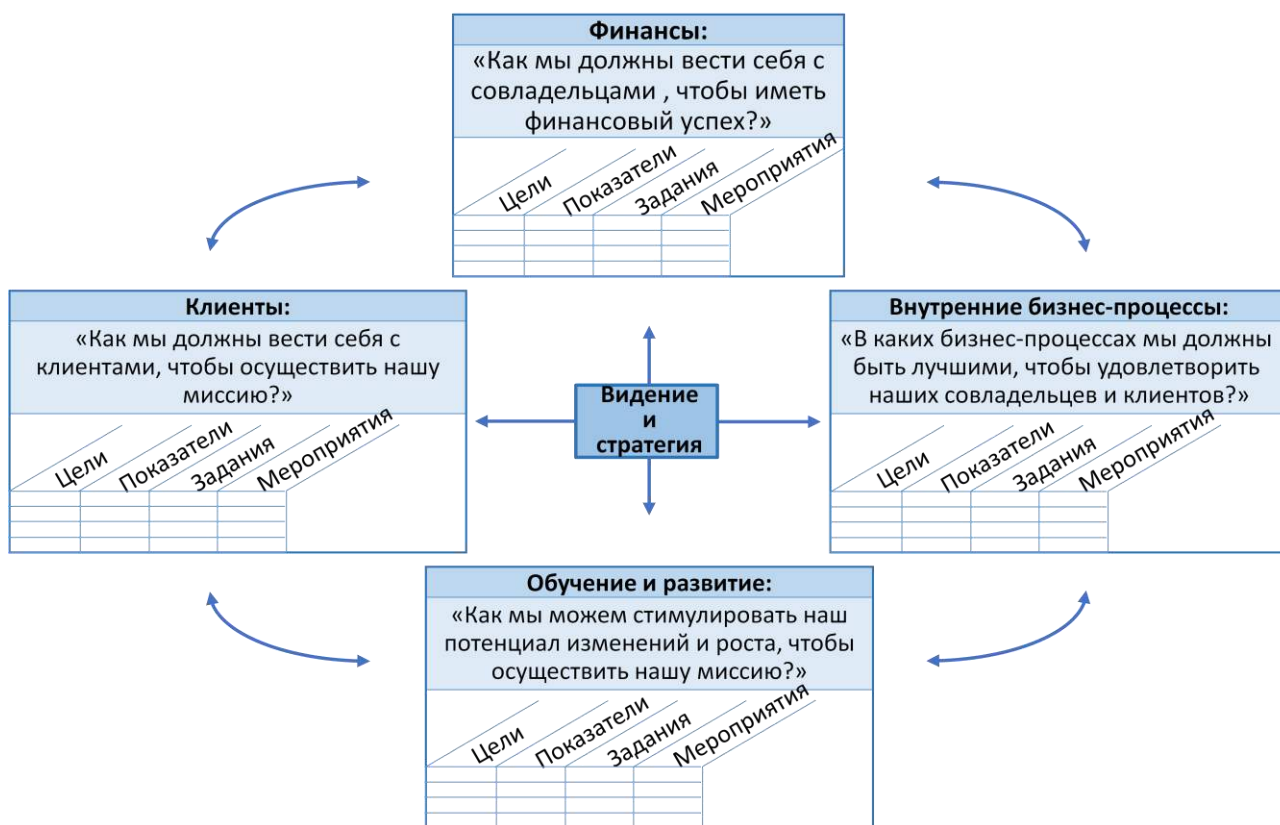 Финансы:
«Как мы должны вести себя с
совладельцами , чтобы иметь
финансовый успех?»
Цели
Показатели
Задания
Мероприятия
Клиенты:
«Как мы должны вести себя с
клиентами, чтобы осуществить нашу
миссию?»
Цели
Показатели
Задания
Мероприятия
Видение
и
стратегия
Внутренние бизнес-процессы:
«В каких бизнес-процессах мы должны
быть лучшими, чтобы удовлетворить
наших совладельцев и клиентов?»
Цели
Показатели
Задания
Мероприятия
Обучение и развитие:
«Как мы можем стимулировать наш
потенциал изменений и роста, чтобы
осуществить нашу миссию?»
Цели
Показатели
Задания
Мероприятия